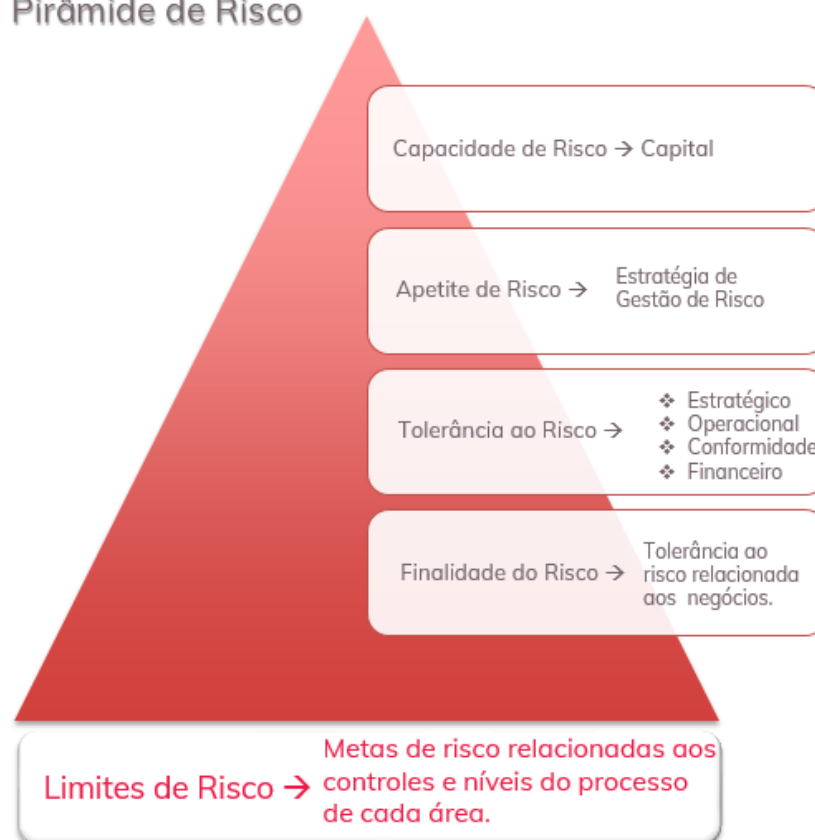 Pirâmide de Risco
Capacidade de Risco → Capital
Apetite de Risco →
Estratégia de
Gestão de Risco
Tolerância ao Risco →
❖ Estratégico
❖ Operacional
❖ Conformidade
❖ Financeiro
Finalidade do Risco →
Tolerância ao
risco relacionada
aos negócios.
Limites de Risco →
Metas de risco relacionadas aos
controles e níveis do processo
de cada área.